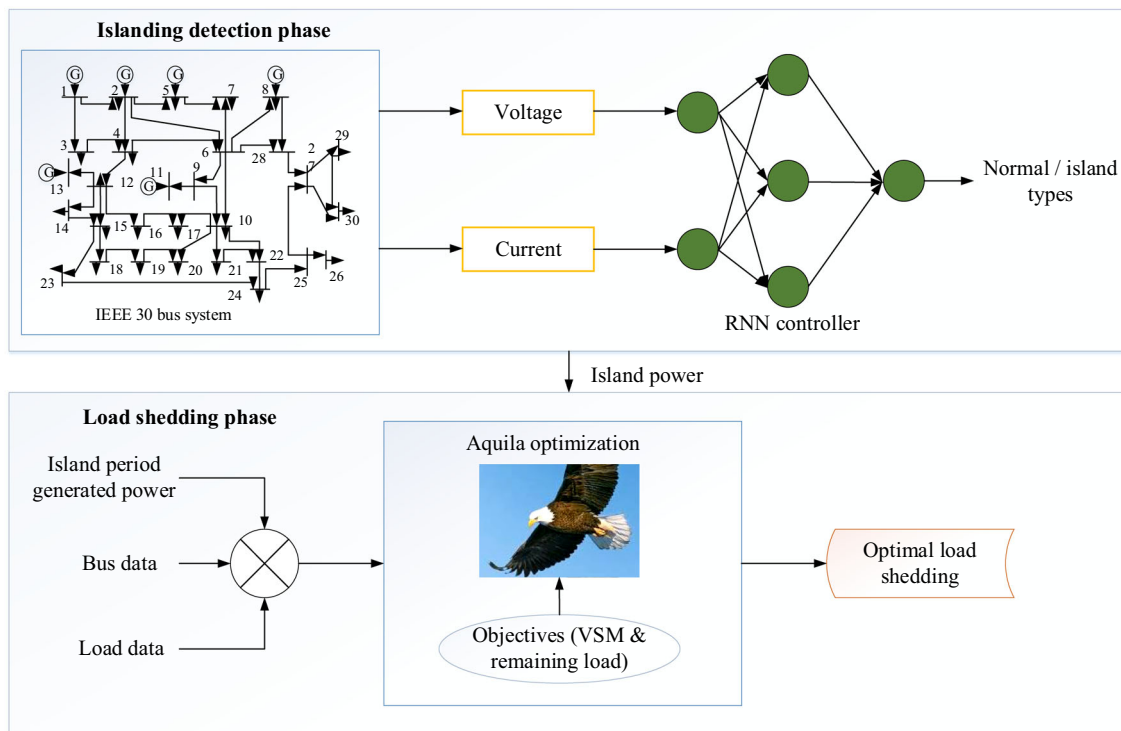 Islanding detection phase
G G G G
1 2 5 7 8
3 4 6 28 2 29
7
G 13 12 G 11 9 30
14 15 16 17 10
18 19 20 21 22
23 24 25 26
IEEE 30 bus system
Voltage
Current
RNN controller
Normal / island
types
Island power
Load shedding phase
Island period
generated power
Bus data
Load data
Aquila optimization
Objectives (VSM &
remaining load)
Optimal load
shedding